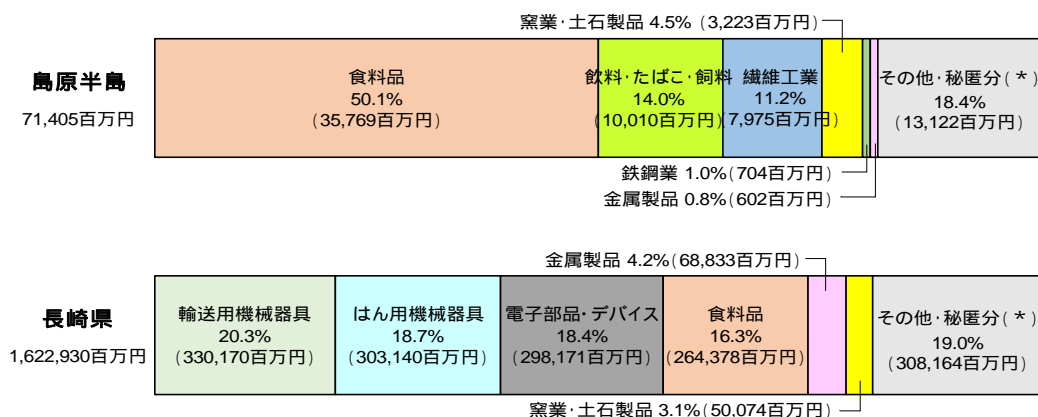 窯業・土石製品 4.5% (3,223百万円)
島原半島
71,405百万円
食料品
50.1%
(35,769百万円)
飲料・たばこ・飼料
14.0%
(10,010百万円)
繊維工業
11.2%
(7,975百万円)
その他・秘匿分(*)
18.4%
(13,122百万円)
鉄鋼業 1.0%(704百万円)
金属製品 0.8%(602百万円)
金属製品 4.2%(68,833百万円)
長崎県
1,622,930百万円
輸送用機械器具
20.3%
(330,170百万円)
はん用機械器具
18.7%
(303,140百万円)
電子部品・デバイス
18.4%
(298,171百万円)
食料品
16.3%
(264,378百万円)
その他・秘匿分(*)
19.0%
(308,164百万円)
窯業・土石製品 3.1%(50,074百万円)